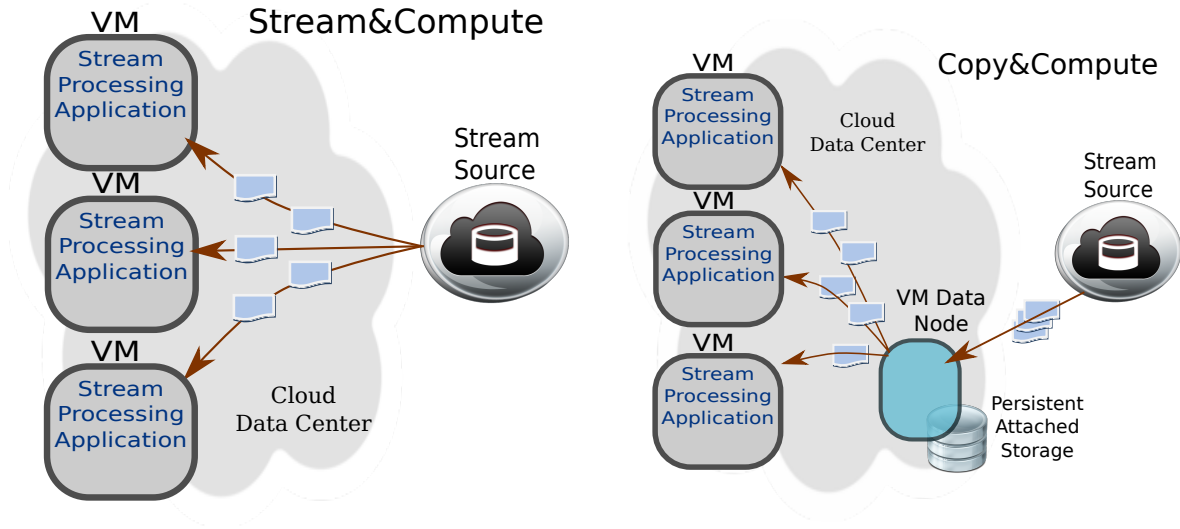 Stream&Compute
VM
Stream
Processing
Application
VM
Stream
Processing
Application
VM
Stream
Processing
Application
Stream
Source
Cloud
Data Center
Copy&Compute
VM
Stream
Processing
Application
VM
Stream
Processing
Application
VM
Stream
Processing
Application
Cloud
Data Center
Stream
Source
VM Data
Node
Persistent
Attached
Storage